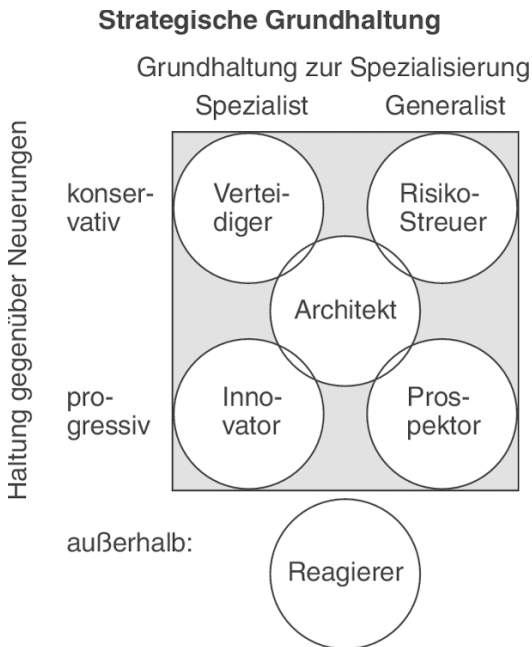 Strategische Grundhaltung
Grundhaltung zur Spezialisierung
Spezialist Generalist
Haltung gegenüber Neuerungen
konser-
vativ
Vertei-
diger
Risiko-
Streuer
Architekt
pro-
gressiv
Inno-
vator
Pros-
pektor
außerhalb:
Reagierer